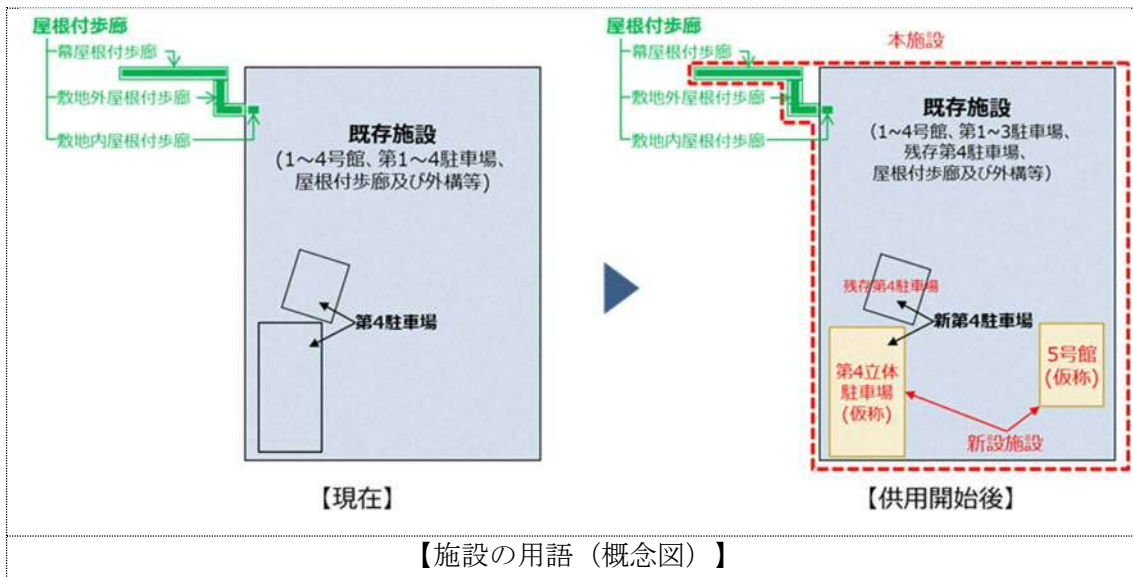 屋根付歩廊
幕屋根付歩廊
敷地外屋根付歩廊
敷地内屋根付歩廊
既存施設
(1~4号館、第1~4駐車場、
屋根付歩廊及び外構等)
第4駐車場
【現在】
屋根付歩廊
幕屋根付歩廊
敷地外屋根付歩廊
敷地内屋根付歩廊
本施設
既存施設
(1~4号館、第1~3駐車場、
残存第4駐車場、
屋根付歩廊及び外構等)
残存第4駐車場
新第4駐車場
第4立体
駐車場
(仮称)
5号館
(仮称)
新設施設
【供用開始後】
【施設の用語（概念図）】